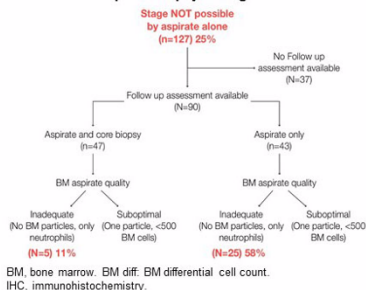 Stage NOT possible
by aspirate alone
(n=127) 25%
No Follow up
assessment available
(N=37)
Follow up assessment available
(N=90)
Aspirate and core biopsy
(n=47)
Aspirate only
(n=43)
BM aspirate quality
BM aspirate quality
Inadequate
(No BM particles, only
neutrophils)
(N=5) 11%
Suboptimal
(One particle, <500
BM cells)
Inadequate
(No BM particles, only
neutrophils)
(N=25) 58%
Suboptimal
(One particle, <500
BM cells)
BM, bone marrow. BM diff: BM differential cell count.
IHC, immunohistochemistry.